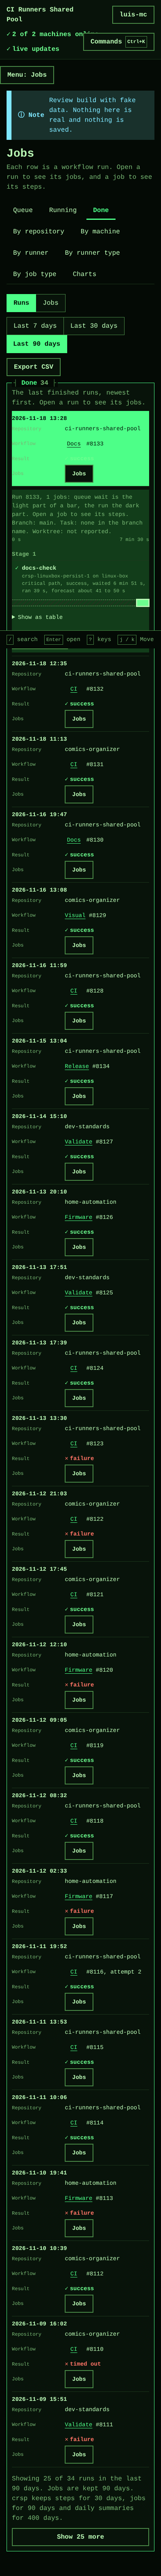 CI Runners Shared
Pool
luis-mc
✓ 2 of 2 machines online
✓ live updates
Commands Ctrl+K
Menu: Jobs
ⓘ Note
Review build with fake
data. Nothing here is
real and nothing is
saved.
Jobs
Each row is a workflow run. Open a
run to see its jobs, and a job to see
its steps.
Queue Running Done
By repository By machine
By runner By runner type
By job type Charts
Runs Jobs
Last 7 days Last 30 days
Last 90 days
Export CSV
Done 34
The last finished runs, newest
first. Open a run to see its jobs.
2026-11-18 13:28
ci-runners-shared-pool
Docs #8133
Jobs
Run 8133, 1 jobs: queue wait is the
light part of a bar, the run the dark
part. Open a job to see its steps.
Branch: main. Task: none in the branch
name. Worktree: not reported.
0 s 7 min 30 s
Stage 1
✓ docs-check
▶ Show as table
/ search Enter open ? keys j / k Move
2026-11-18 12:35
Repository ci-runners-shared-pool
Workflow CI #8132
Result ✓ success
Jobs Jobs
2026-11-18 11:13
Repository comics-organizer
Workflow CI #8131
Result ✓ success
Jobs Jobs
2026-11-16 19:47
Repository ci-runners-shared-pool
Workflow Docs #8130
Result ✓ success
Jobs Jobs
2026-11-16 13:08
Repository comics-organizer
Workflow Visual #8129
Result ✓ success
Jobs Jobs
2026-11-16 11:59
Repository ci-runners-shared-pool
Workflow CI #8128
Result ✓ success
Jobs Jobs
2026-11-15 13:04
Repository ci-runners-shared-pool
Workflow Release #8134
Result ✓ success
Jobs Jobs
2026-11-14 15:10
Repository dev-standards
Workflow Validate #8127
Result ✓ success
Jobs Jobs
2026-11-13 20:10
Repository home-automation
Workflow Firmware #8126
Result ✓ success
Jobs Jobs
2026-11-13 17:51
Repository dev-standards
Workflow Validate #8125
Result ✓ success
Jobs Jobs
2026-11-13 17:39
Repository ci-runners-shared-pool
Workflow CI #8124
Result ✓ success
Jobs Jobs
2026-11-13 13:30
Repository ci-runners-shared-pool
Workflow CI #8123
Result × failure
Jobs Jobs
2026-11-12 21:03
Repository comics-organizer
Workflow CI #8122
Result × failure
Jobs Jobs
2026-11-12 17:45
Repository comics-organizer
Workflow CI #8121
Result ✓ success
Jobs Jobs
2026-11-12 12:10
Repository home-automation
Workflow Firmware #8120
Result × failure
Jobs Jobs
2026-11-12 09:05
Repository comics-organizer
Workflow CI #8119
Result ✓ success
Jobs Jobs
2026-11-12 08:32
Repository ci-runners-shared-pool
Workflow CI #8118
Result ✓ success
Jobs Jobs
2026-11-12 02:33
Repository home-automation
Workflow Firmware #8117
Result × failure
Jobs Jobs
2026-11-11 19:52
Repository ci-runners-shared-pool
Workflow CI #8116, attempt 2
Result ✓ success
Jobs Jobs
2026-11-11 13:53
Repository ci-runners-shared-pool
Workflow CI #8115
Result ✓ success
Jobs Jobs
2026-11-11 10:06
Repository ci-runners-shared-pool
Workflow CI #8114
Result ✓ success
Jobs Jobs
2026-11-10 19:41
Repository home-automation
Workflow Firmware #8113
Result × failure
Jobs Jobs
2026-11-10 10:39
Repository comics-organizer
Workflow CI #8112
Result ✓ success
Jobs Jobs
2026-11-09 16:02
Repository comics-organizer
Workflow CI #8110
Result × timed out
Jobs Jobs
2026-11-09 15:51
Repository dev-standards
Workflow Validate #8111
Result × failure
Jobs Jobs
Showing 25 of 34 runs in the last
90 days. Jobs are kept 90 days.
crsp keeps steps for 30 days, jobs
for 90 days and daily summaries
for 400 days.
Show 25 more